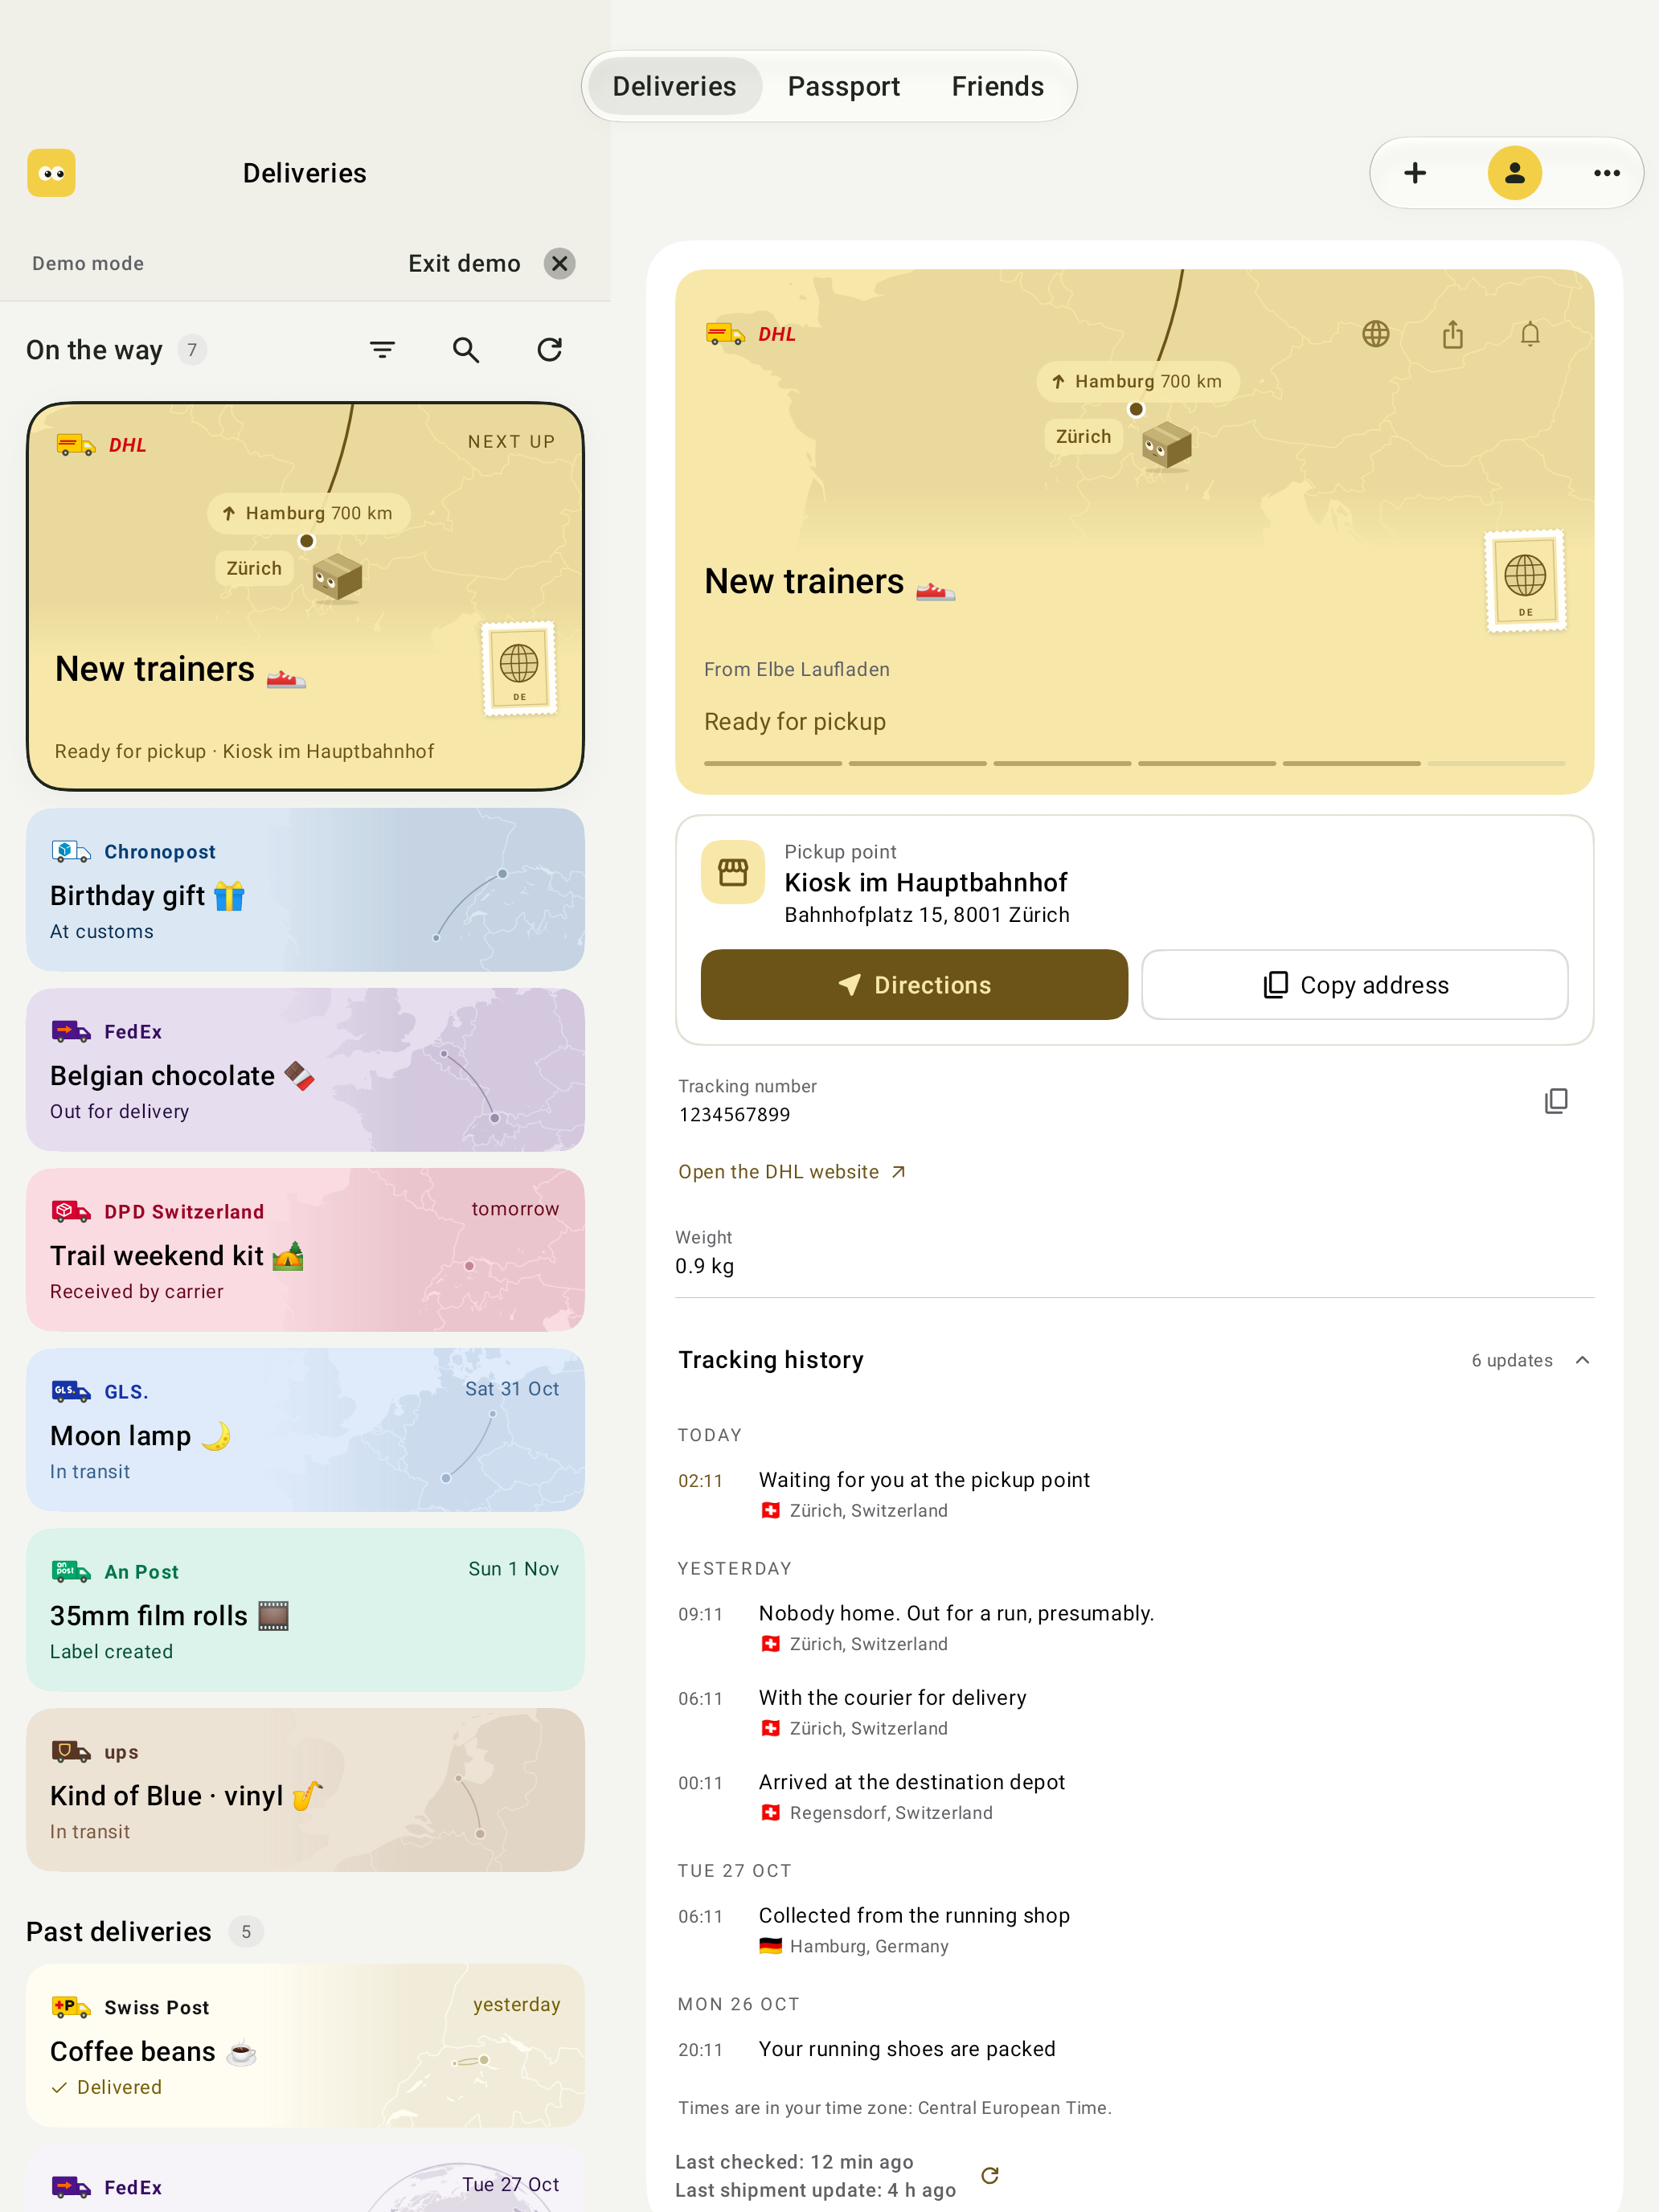 Deliveries
Passport
Friends
Deliveries
Demo mode
Exit demo
On the way 7
DHL
NEXT UP
Hamburg 700 km
Zürich
New trainers 👟
DE
Ready for pickup · Kiosk im Hauptbahnhof
Chronopost
Birthday gift 🎁
At customs
FedEx
Belgian chocolate 🍫
Out for delivery
DPD Switzerland
tomorrow
Trail weekend kit 🏕️
Received by carrier
GLS.
GLS.
Sat 31 Oct
Moon lamp 🌙
In transit
an post
An Post
Sun 1 Nov
35mm film rolls 🎞️
Label created
ups
Kind of Blue · vinyl 🎷
In transit
Past deliveries 5
P
Swiss Post
yesterday
Coffee beans ☕
Delivered
FedEx
Tue 27 Oct
DHL
Hamburg 700 km
Zürich
New trainers 👟
DE
From Elbe Laufladen
Ready for pickup
Pickup point
Kiosk im Hauptbahnhof
Bahnhofplatz 15, 8001 Zürich
Directions
Copy address
Tracking number
1234567899
Open the DHL website
Weight
0.9 kg
Tracking history
6 updates
TODAY
02:11 Waiting for you at the pickup point
🇨🇭 Zürich, Switzerland
YESTERDAY
09:11 Nobody home. Out for a run, presumably.
🇨🇭 Zürich, Switzerland
06:11 With the courier for delivery
🇨🇭 Zürich, Switzerland
00:11 Arrived at the destination depot
🇨🇭 Regensdorf, Switzerland
TUE 27 OCT
06:11 Collected from the running shop
🇩🇪 Hamburg, Germany
MON 26 OCT
20:11 Your running shoes are packed
Times are in your time zone: Central European Time.
Last checked: 12 min ago
Last shipment update: 4 h ago